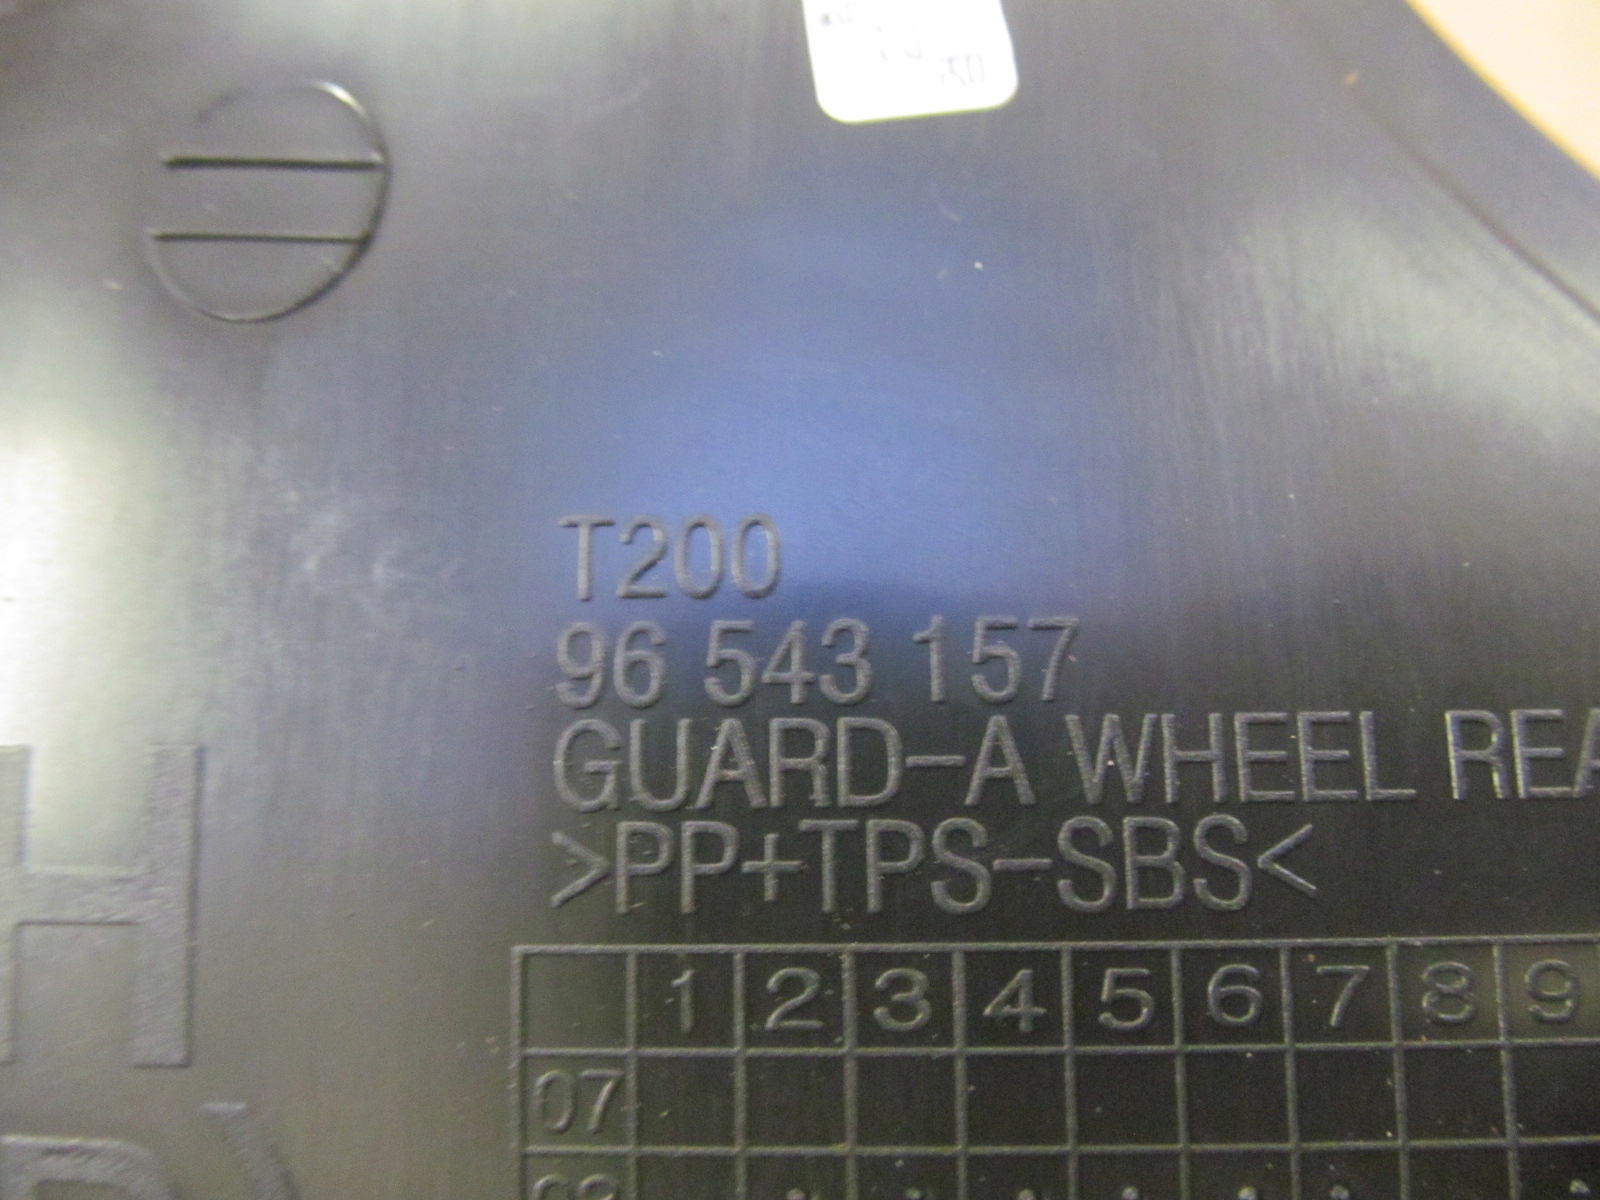 T200
96 543 157
GUARD-A WHEEL REA
>PP+TPS-SBS<
H
1 2 3 4 5 6 7 8 9
07